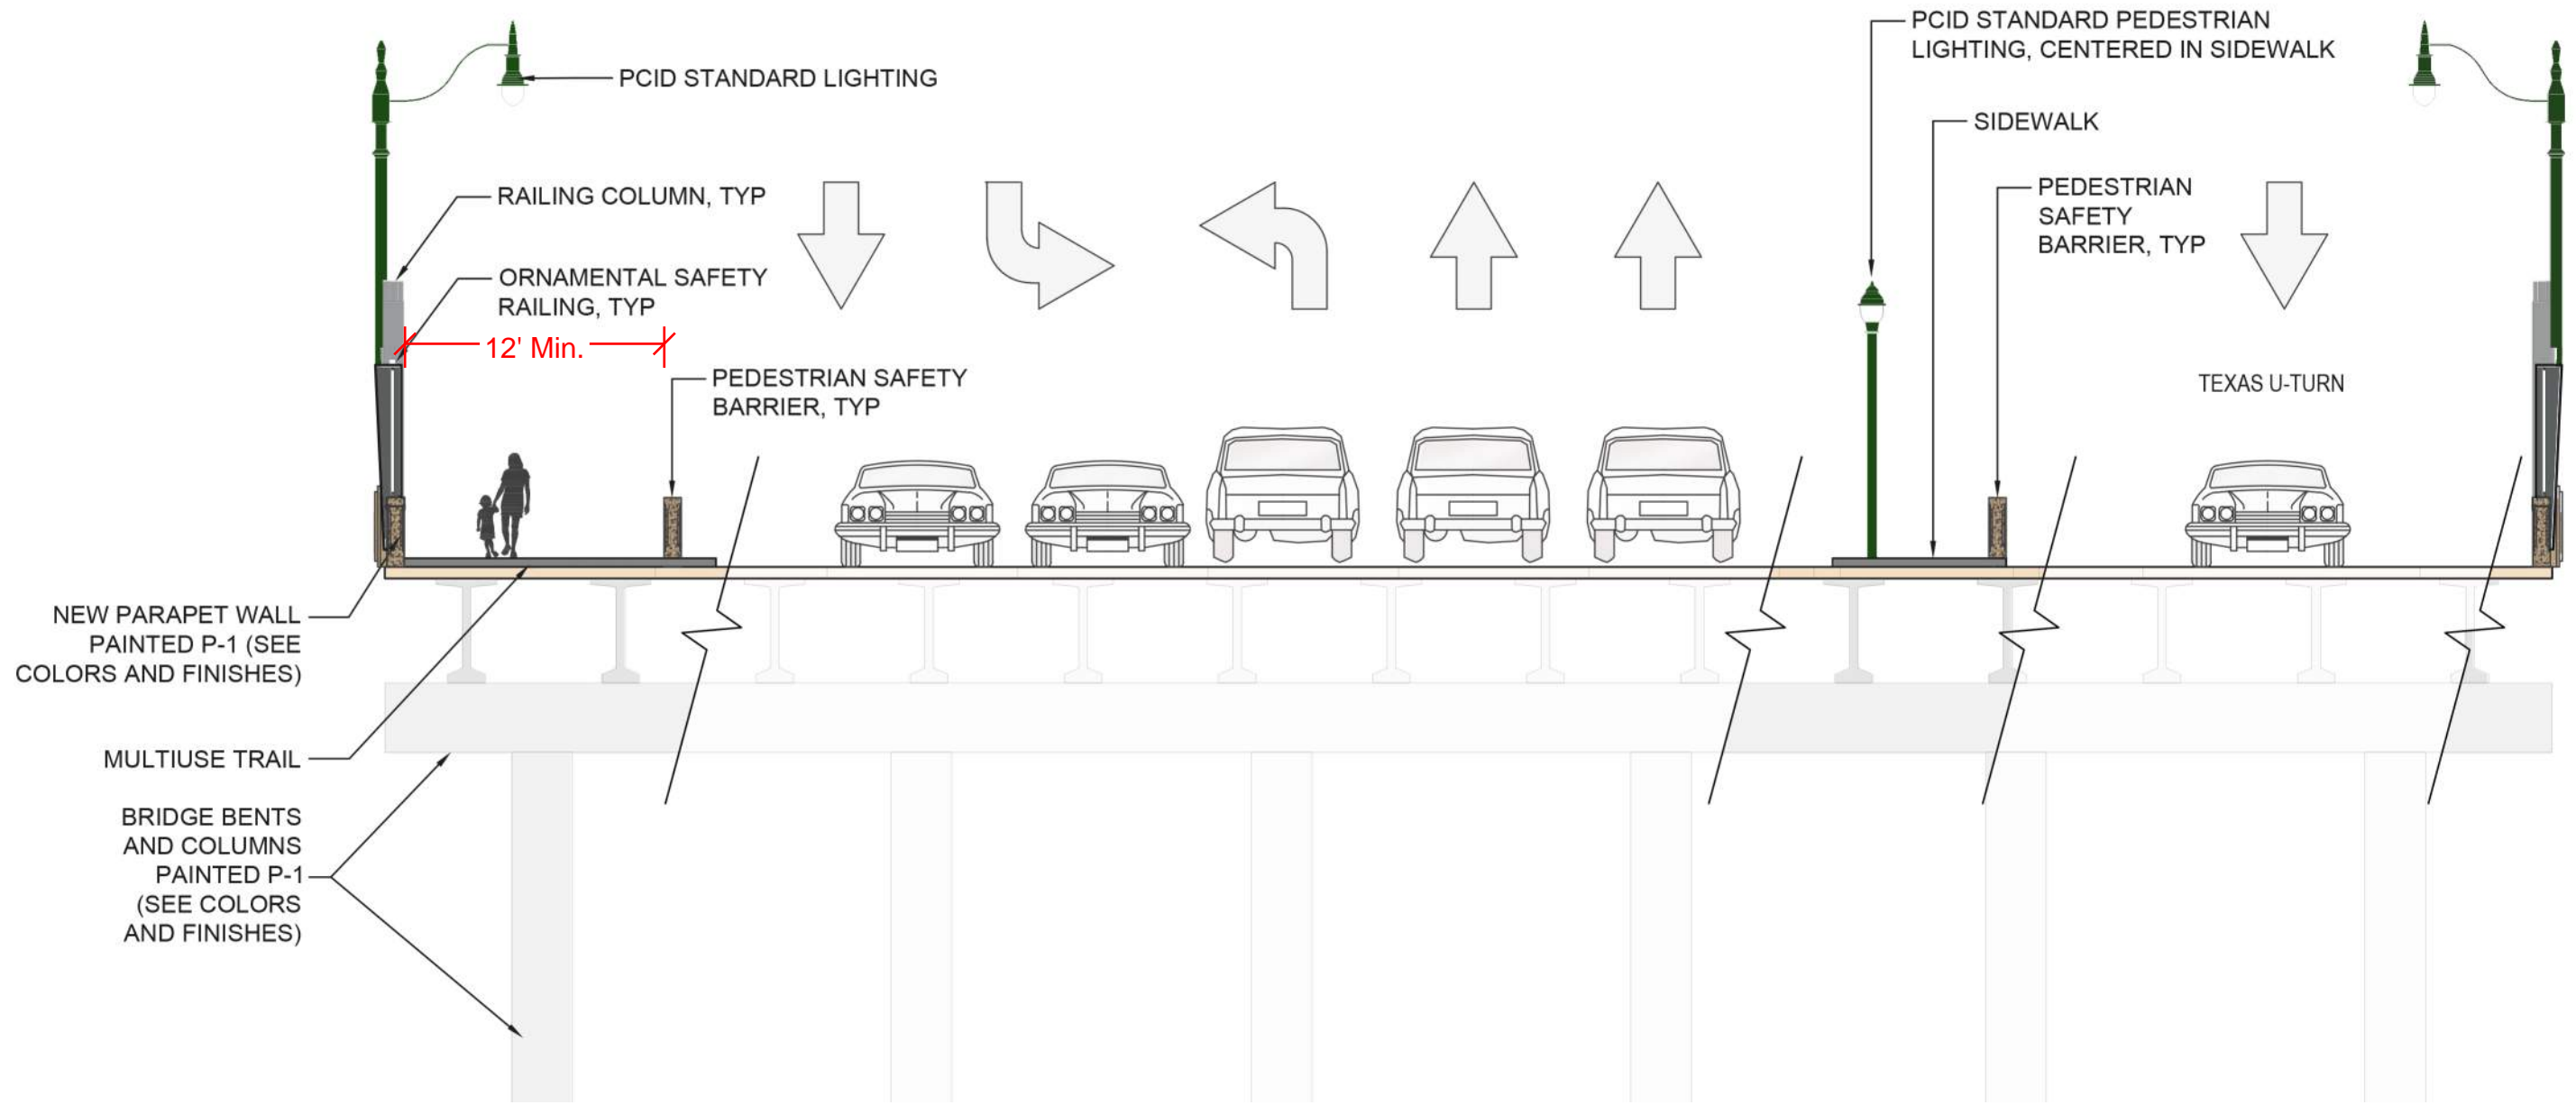 PCID STANDARD LIGHTING
PCID STANDARD PEDESTRIAN
LIGHTING, CENTERED IN SIDEWALK
SIDEWALK
RAILING COLUMN, TYP
PEDESTRIAN
SAFETY
BARRIER, TYP
ORNAMENTAL SAFETY
RAILING, TYP
12' Min.
PEDESTRIAN SAFETY
BARRIER, TYP
TEXAS U-TURN
NEW PARAPET WALL
PAINTED P-1 (SEE
COLORS AND FINISHES)
MULTIUSE TRAIL
BRIDGE BENTS
AND COLUMNS
PAINTED P-1
(SEE COLORS
AND FINISHES)